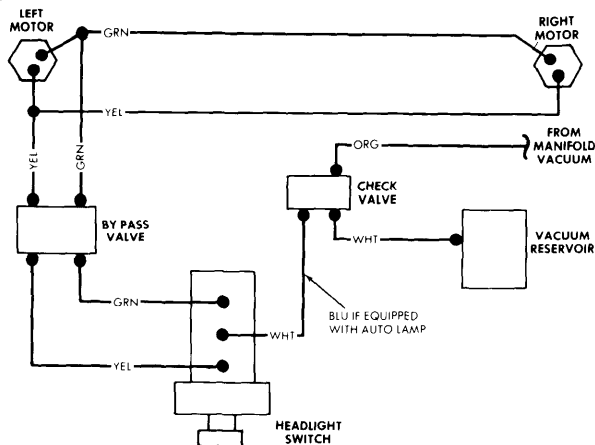 LEFT
MOTOR
GRN
RIGHT
MOTOR
YEL
YEL
GRN
ORG
FROM
MANIFOLD
VACUUM
CHECK
VALVE
BY PASS
VALVE
WHT
VACUUM
RESERVOIR
GRN
BLU IF EQUIPPED
WITH AUTO LAMP
WHT
YEL
HEADLIGHT
SWITCH